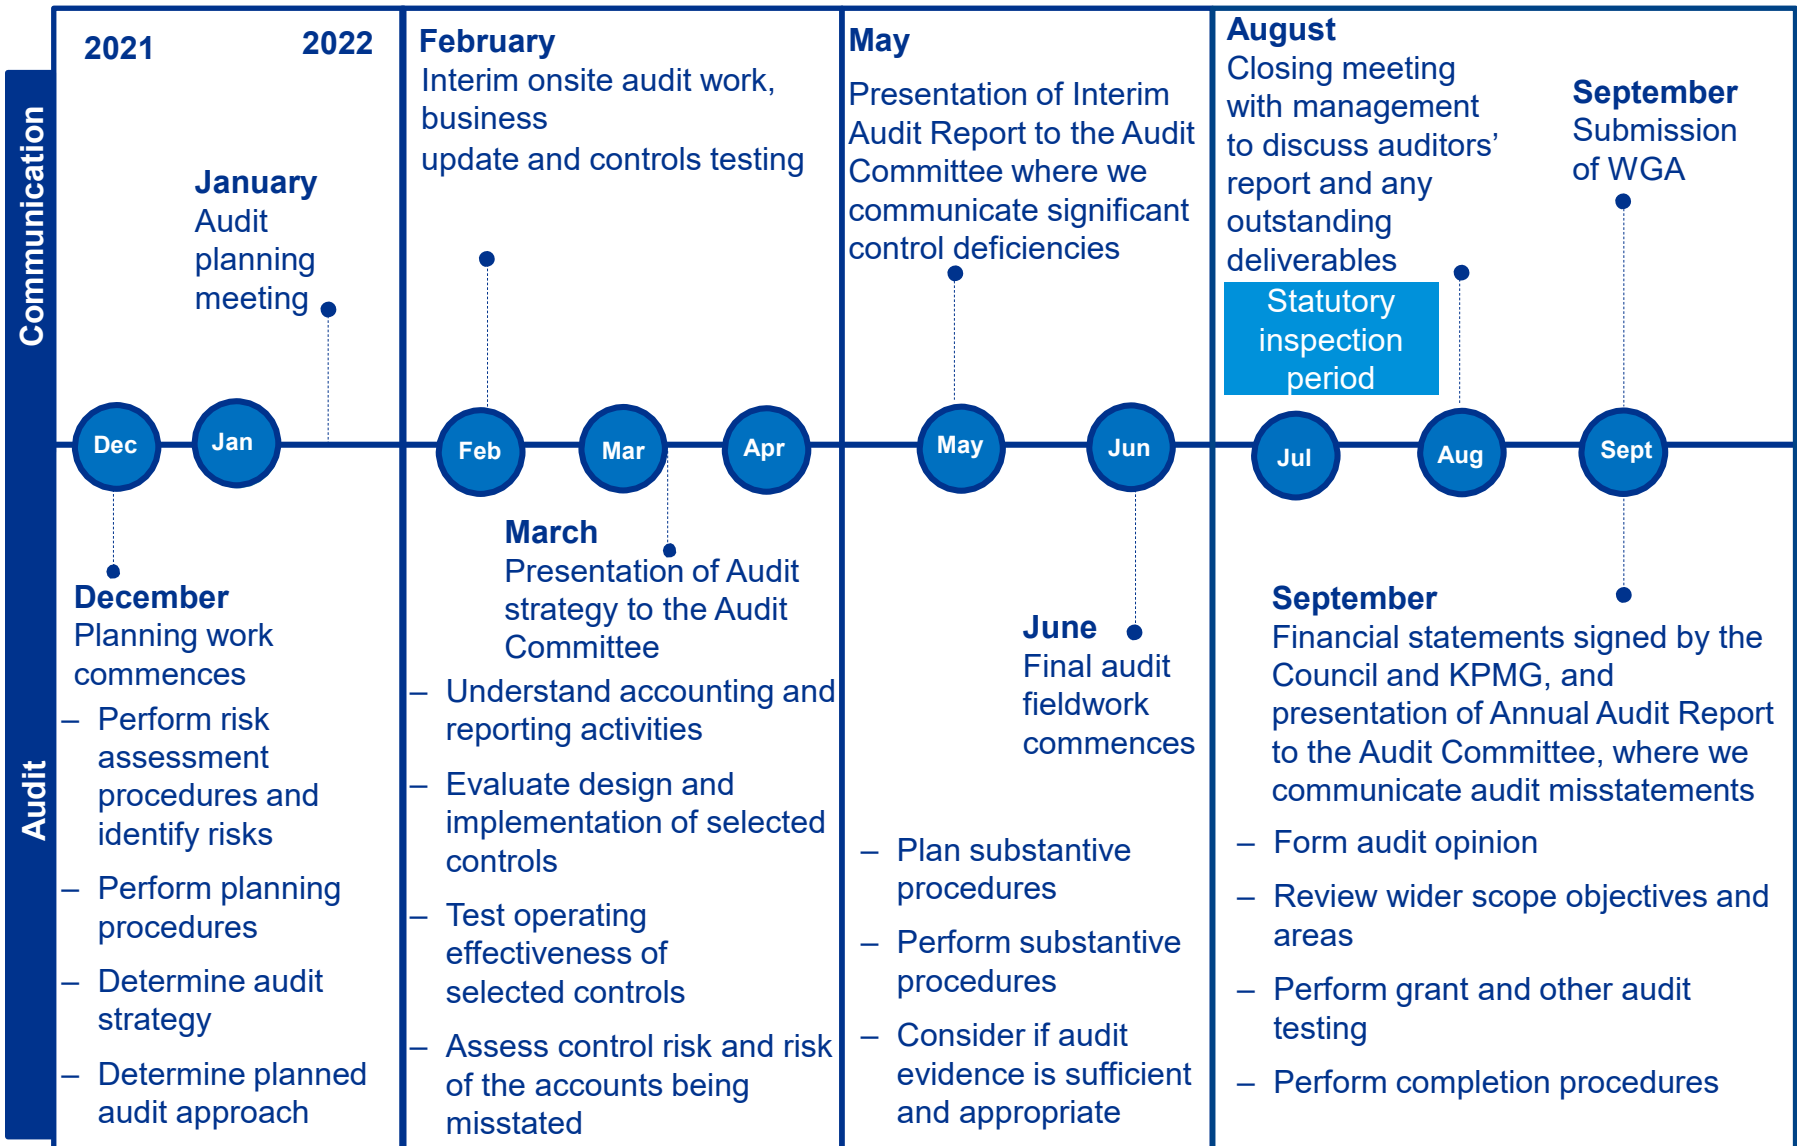 2021
2022
January
Audit
planning
meeting
February
Interim onsite audit work,
business
update and controls testing
May
Presentation of Interim
Audit Report to the Audit
Committee where we
communicate significant
control deficiencies
August
Closing meeting
with management
to discuss auditors’
report and any
outstanding
deliverables
Statutory
inspection
period
September
Submission
of WGA
Communication
Dec
Jan
Feb
Mar
Apr
May
Jun
Jul
Aug
Sept
Audit
December
Planning work
commences
– Perform risk
assessment
procedures and
identify risks
– Perform planning
procedures
– Determine audit
strategy
– Determine planned
audit approach
March
Presentation of Audit
strategy to the Audit
Committee
– Understand accounting and
reporting activities
– Evaluate design and
implementation of selected
controls
– Test operating
effectiveness of
selected controls
– Assess control risk and risk
of the accounts being
misstated
June
Final audit
fieldwork
commences
– Plan substantive
procedures
– Perform substantive
procedures
– Consider if audit
evidence is sufficient
and appropriate
September
Financial statements signed by the
Council and KPMG, and
presentation of Annual Audit Report
to the Audit Committee, where we
communicate audit misstatements
– Form audit opinion
– Review wider scope objectives and
areas
– Perform grant and other audit
testing
– Perform completion procedures